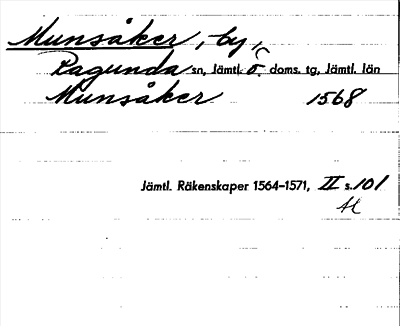 Munsåker, by,
Ragunda sn, Jämtl. ö. doms. tg, Jämtl. län
Munsåker 1568
Jämtl. Räkenskaper 1564-1571, II s. 101